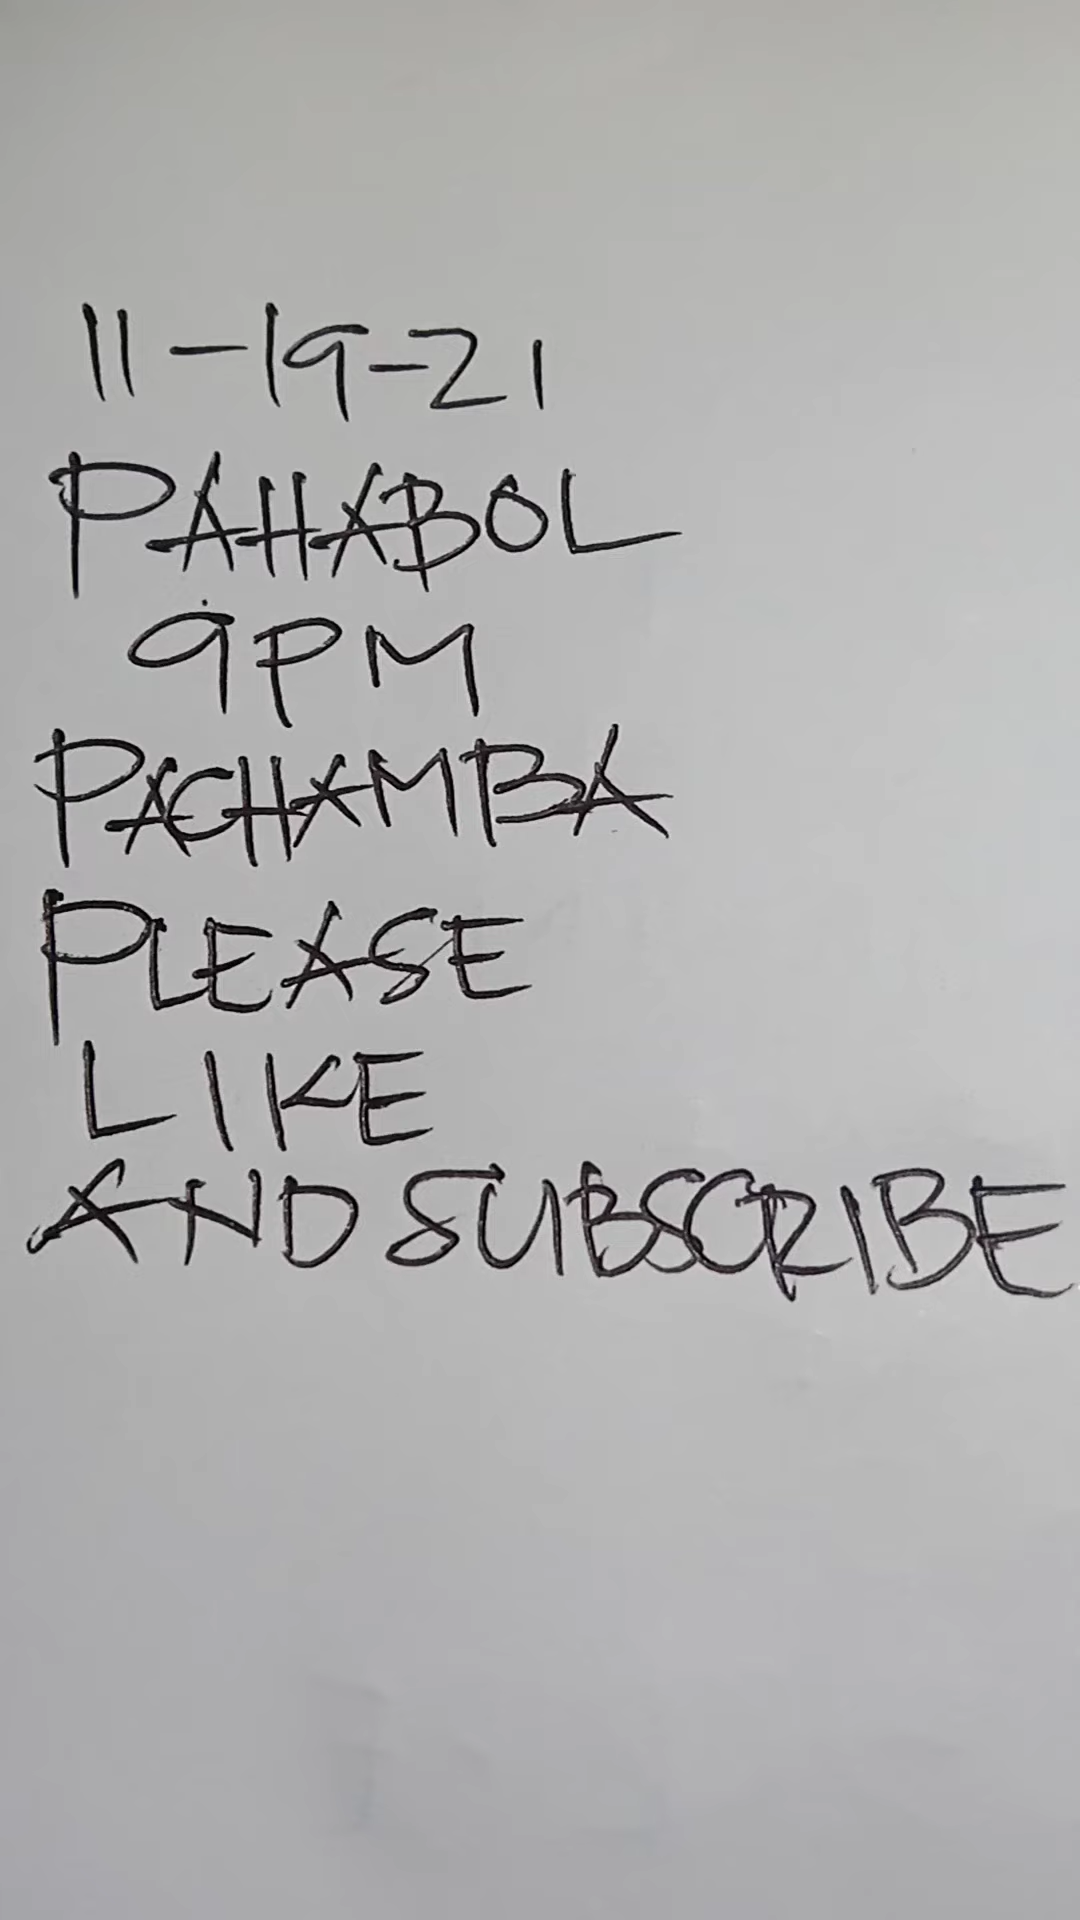 11-19-21
PAHABOL
9PM
PACHAMBA
PLEASE
LIKE
AND SUBSCRIBE